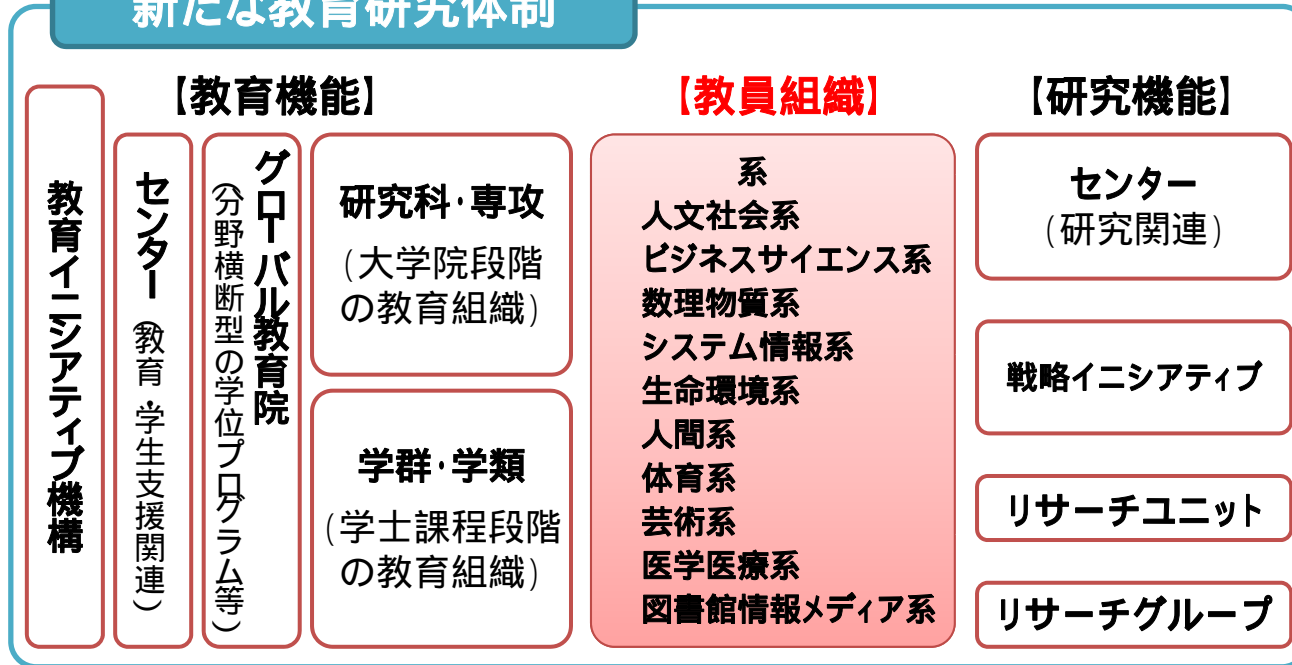 新たな教育研究体制
【教育機能】
教育イニシアティブ機構
センター（教育・学生支援関連）
グローバル教育院
（分野横断型の学位プログラム等）
研究科・専攻
（大学院段階
の教育組織）
学群・学類
（学士課程段階
の教育組織）
【教員組織】
系
人文社会系
ビジネスサイエンス系
数理物質系
システム情報系
生命環境系
人間系
体育系
芸術系
医学医療系
図書館情報メディア系
【研究機能】
センター
（研究関連）
戦略イニシアティブ
リサーチユニット
リサーチグループ